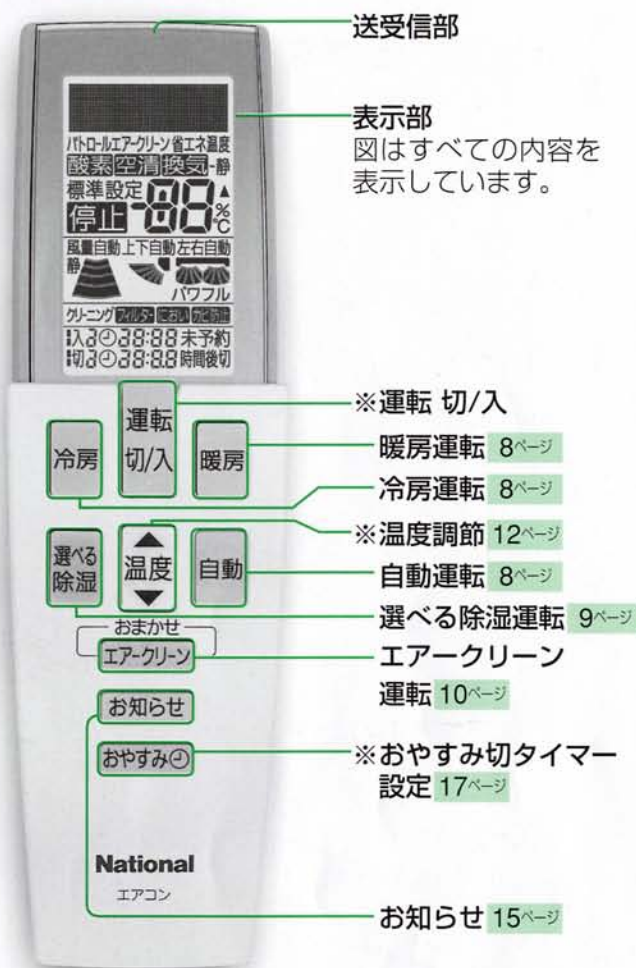 送受信部
表示部
図はすべての内容を
表示しています。
パトロールエアークリーン 省エネ温度
酸素空清換気-静
標準設定
停止
-88
▲
%
℃
風量自動 上下自動 左右自動
静
パワフル
クリーニング フィルター におい カビ防止
入 88:88 未予約
切 88:8.8 時間後切
運転
切/入
冷房
暖房
選べる
除湿
▲
温度
▼
自動
おまかせ
エアークリーン
お知らせ
おやすみ
National
エアコン
※運転 切/入
暖房運転 8ページ
冷房運転 8ページ
※温度調節 12ページ
自動運転 8ページ
選べる除湿運転 9ページ
エアークリーン
運転 10ページ
※おやすみ切タイマー
設定 17ページ
お知らせ 15ページ